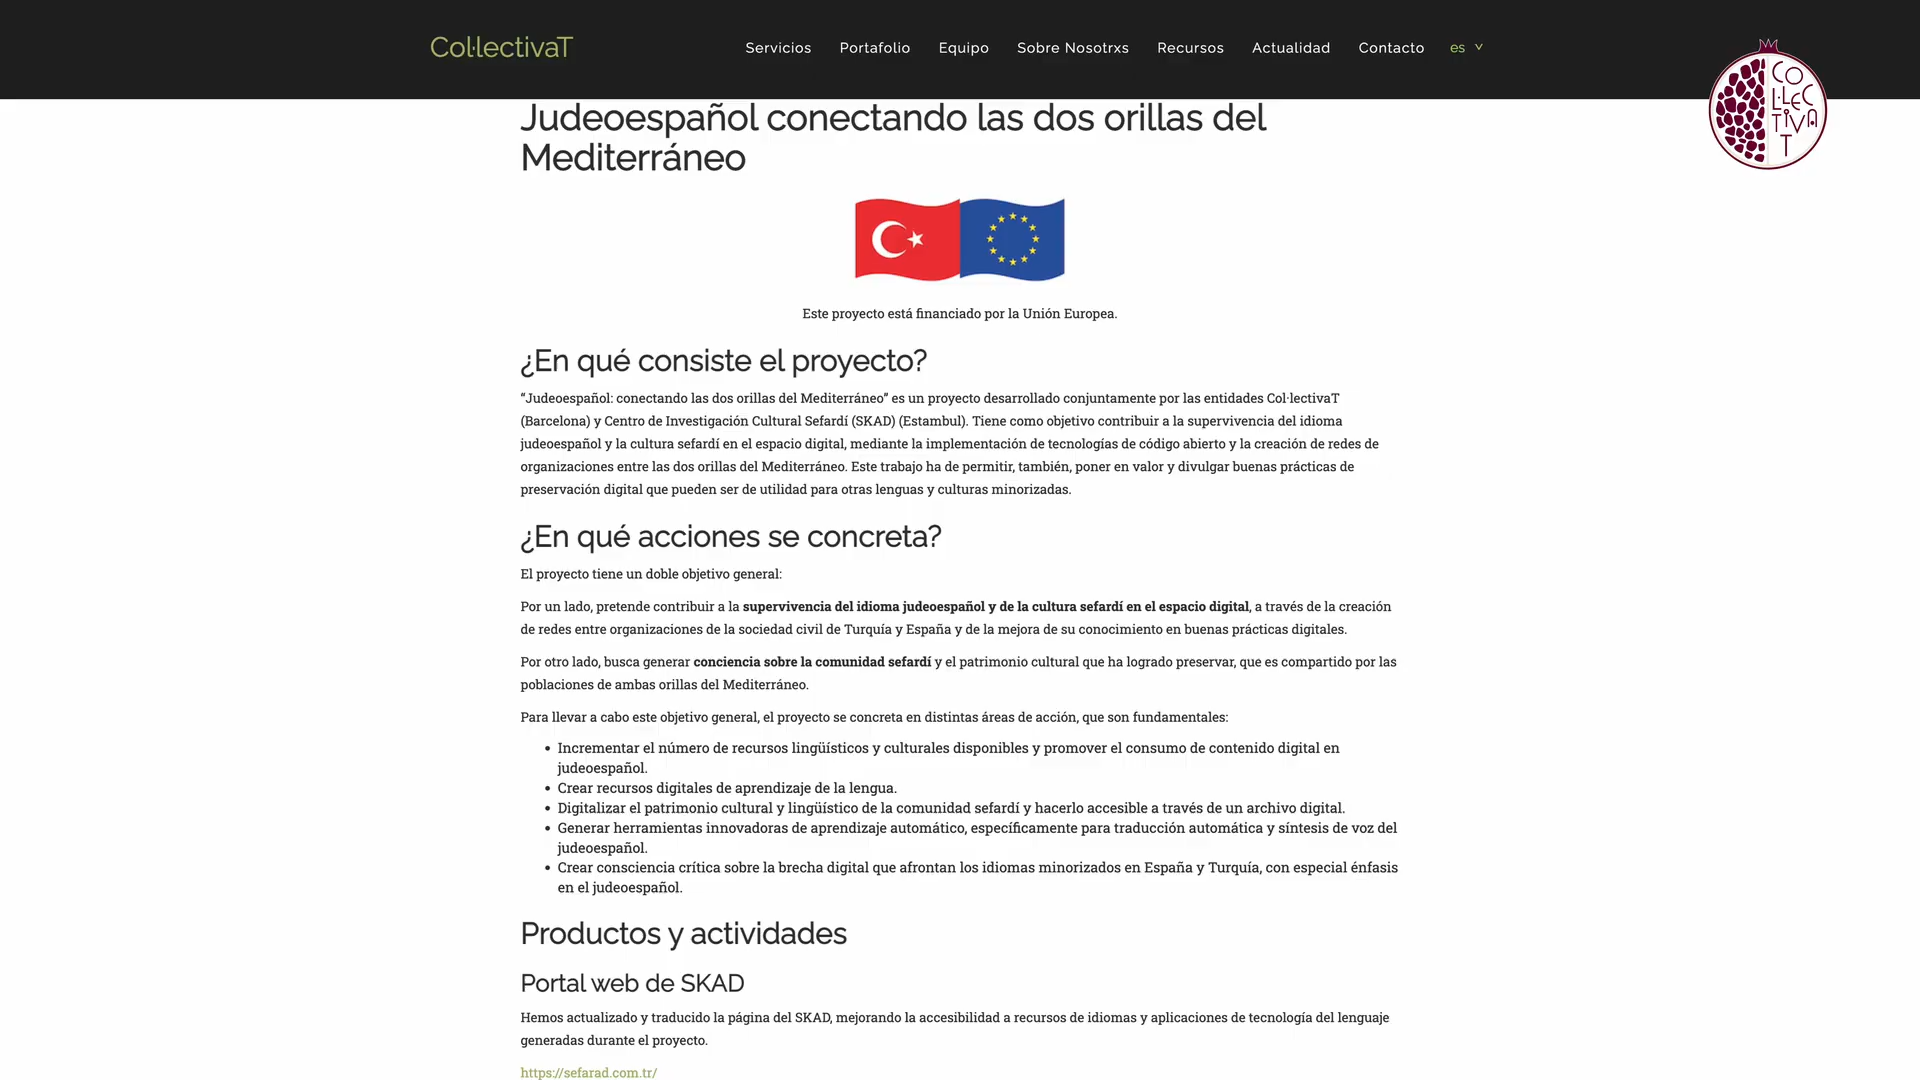 Col·lectivaT
Servicios Portafolio Equipo Sobre Nosotrxs Recursos Actualidad Contacto es
COL·LECTIVAT
Judeoespañol conectando las dos orillas del
Mediterráneo
Este proyecto está financiado por la Unión Europea.
¿En qué consiste el proyecto?
“Judeoespañol: conectando las dos orillas del Mediterráneo” es un proyecto desarrollado conjuntamente por las entidades Col·lectivaT
(Barcelona) y Centro de Investigación Cultural Sefardí (SKAD) (Estambul). Tiene como objetivo contribuir a la supervivencia del idioma
judeoespañol y la cultura sefardí en el espacio digital, mediante la implementación de tecnologías de código abierto y la creación de redes de
organizaciones entre las dos orillas del Mediterráneo. Este trabajo ha de permitir, también, poner en valor y divulgar buenas prácticas de
preservación digital que pueden ser de utilidad para otras lenguas y culturas minorizadas.
¿En qué acciones se concreta?
El proyecto tiene un doble objetivo general:
Por un lado, pretende contribuir a la supervivencia del idioma judeoespañol y de la cultura sefardí en el espacio digital, a través de la creación
de redes entre organizaciones de la sociedad civil de Turquía y España y de la mejora de su conocimiento en buenas prácticas digitales.
Por otro lado, busca generar conciencia sobre la comunidad sefardí y el patrimonio cultural que ha logrado preservar, que es compartido por las
poblaciones de ambas orillas del Mediterráneo.
Para llevar a cabo este objetivo general, el proyecto se concreta en distintas áreas de acción, que son fundamentales:
• Incrementar el número de recursos lingüísticos y culturales disponibles y promover el consumo de contenido digital en
judeoespañol.
• Crear recursos digitales de aprendizaje de la lengua.
• Digitalizar el patrimonio cultural y lingüístico de la comunidad sefardí y hacerlo accesible a través de un archivo digital.
• Generar herramientas innovadoras de aprendizaje automático, específicamente para traducción automática y síntesis de voz del
judeoespañol.
• Crear consciencia crítica sobre la brecha digital que afrontan los idiomas minorizados en España y Turquía, con especial énfasis
en el judeoespañol.
Productos y actividades
Portal web de SKAD
Hemos actualizado y traducido la página del SKAD, mejorando la accesibilidad a recursos de idiomas y aplicaciones de tecnología del lenguaje
generadas durante el proyecto.
https://sefarad.com.tr/